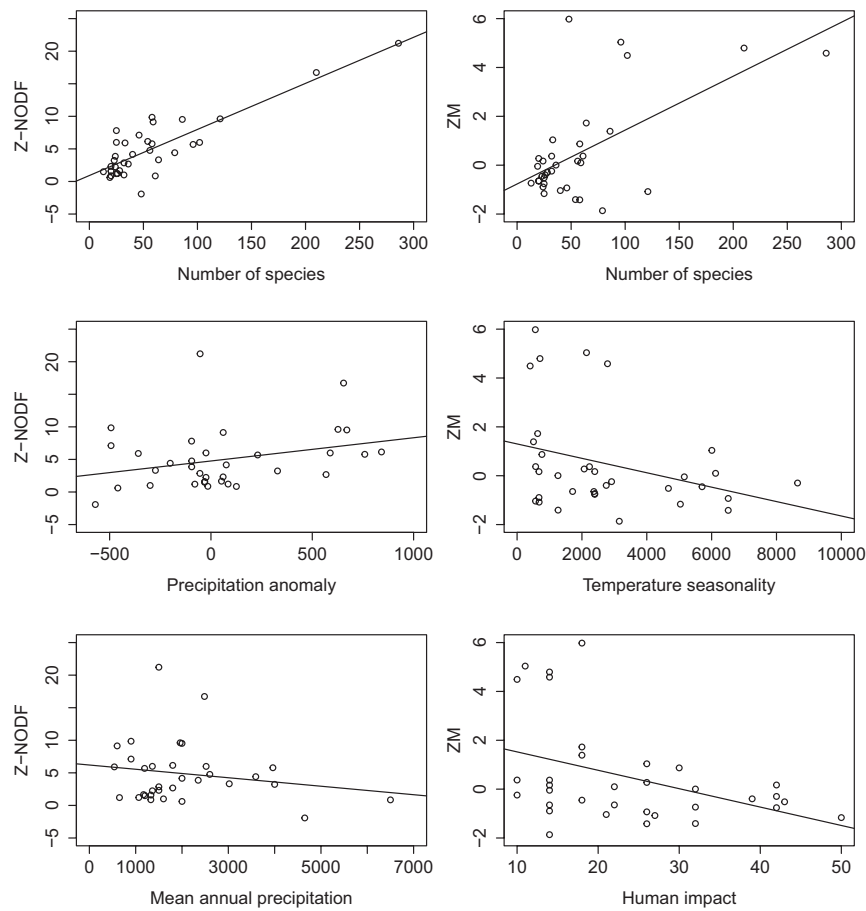 Z−NODF
20
10
5
0
−5
0 50 100 150 200 250 300
Number of species
ZM
6
4
2
0
−2
0 50 100 150 200 250 300
Number of species
Z−NODF
20
10
5
0
−5
−500 0 500 1000
Precipitation anomaly
ZM
6
4
2
0
−2
0 2000 4000 6000 8000 10000
Temperature seasonality
Z−NODF
20
10
5
0
−5
0 1000 3000 5000 7000
Mean annual precipitation
ZM
6
4
2
0
−2
10 20 30 40 50
Human impact